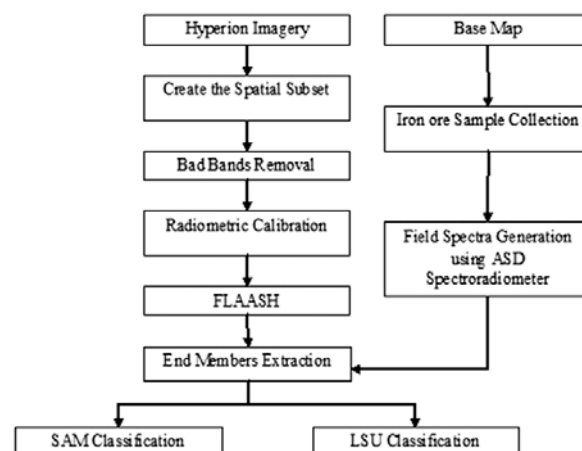 Hyperion Imagery
Base Map
Create the Spatial Subset
Iron ore Sample Collection
Bad Bands Removal
Radiometric Calibration
Field Spectra Generation
using ASD
Spectroradiometer
FLAASH
End Members Extraction
SAM Classification
LSU Classification